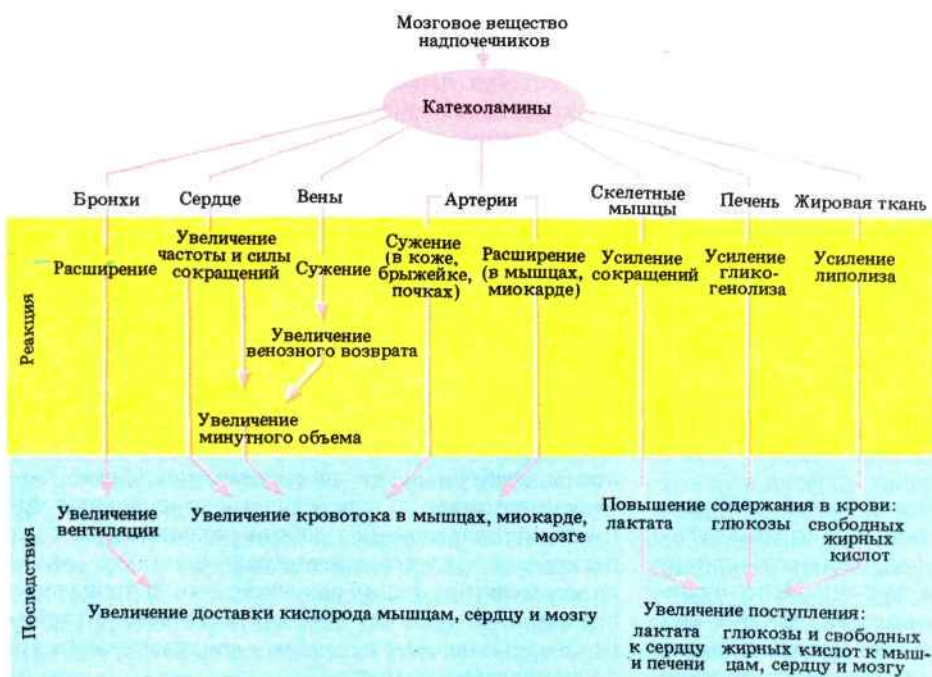 Мозговое вещество
надпочечников
Катехоламины
Бронхи
Сердце
Вены
Артерии
Скелетные
мышцы
Печень
Жировая ткань
Реакция
Расширение
Увеличение
частоты и силы
сокращений
Сужение
Сужение
(в коже,
брыжейке,
почках)
Расширение
(в мышцах,
миокарде)
Усиление
сокращений
Усиление
глико-
генолиза
Усиление
липолиза
Увеличение
венозного возврата
Увеличение
минутного объема
Последствия
Увеличение
вентиляции
Увеличение кровотока в мышцах, миокарде,
мозге
Повышение содержания в крови:
лактата
глюкозы
свободных
жирных
кислот
Увеличение доставки кислорода мышцам, сердцу и мозгу
Увеличение поступления:
лактата
к сердцу
и печени
глюкозы и свободных
жирных кислот к мыш-
цам, сердцу и мозгу